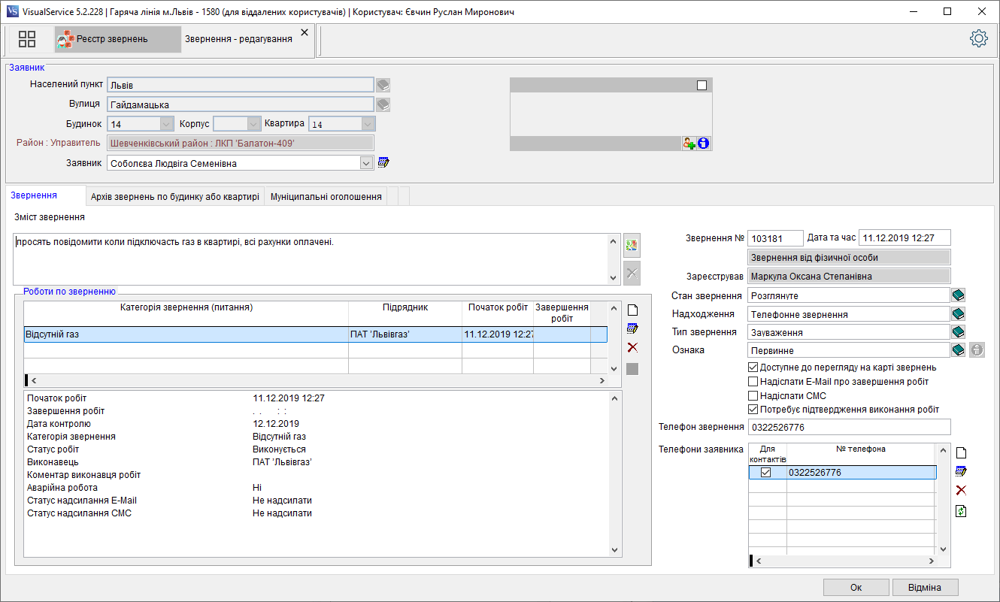 VisualService 5.2.228 | Гаряча лінія м.Львів - 1580 (для віддалених користувачів) | Користувач: Євчин Руслан Миронович
Реєстр звернень
Звернення - редагування
Заявник
Населений пункт Львів
Вулиця Гайдамацька
Будинок 14 Корпус Квартира 14
Район : Управитель Шевченківський район : ЛКП 'Балатон-409'
Заявник Соболєва Людвіга Семенівна
Звернення Архів звернень по будинку або квартирі Муніципальні оголошення
Зміст звернення
просять повідомити коли підключасть газ в квартирі, всі рахунки оплачені.
Роботи по зверненню
Категорія звернення (питання) Підрядник Початок робіт Завершення робіт
Відсутній газ ПАТ 'Львівгаз' 11.12.2019 12:27
Початок робіт 11.12.2019 12:27
Завершення робіт . . : :
Дата контролю 12.12.2019
Категорія звернення Відсутній газ
Статус робіт Виконується
Виконавець ПАТ 'Львівгаз'
Коментар виконавця робіт
Аварійна робота Ні
Статус надсилання E-Mail Не надсилати
Статус надсилання СМС Не надсилати
Звернення № 103181 Дата та час 11.12.2019 12:27
Звернення від фізичної особи
Зареєстрував Маркула Оксана Степанівна
Стан звернення Розглянуте
Надходження Телефонне звернення
Тип звернення Зауваження
Ознака Первинне
Доступне до перегляду на карті звернень
Надіслати E-Mail про завершення робіт
Надіслати СМС
Потребує підтвердження виконання робіт
Телефон звернення 0322526776
Телефони заявника Для контактів № телефона
0322526776
Ок Відміна